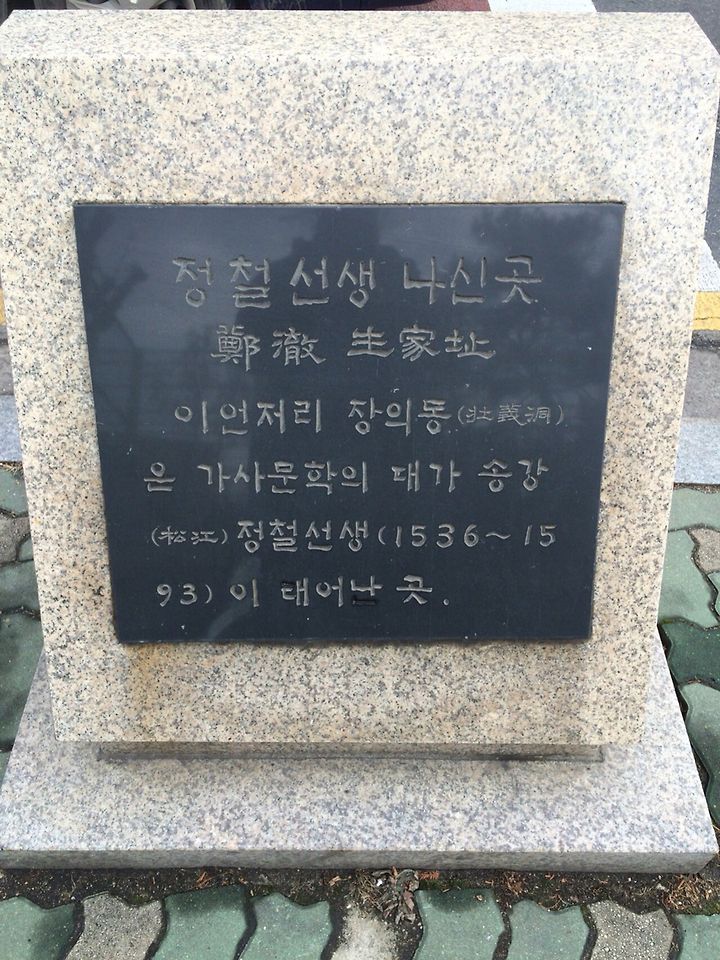 정철선생 나신곳
鄭澈 生家址
이언저리 장의동(壯義洞)
은 가사문학의 대가 송강
(松江)정철선생(1536~15
93)이 태어난 곳.